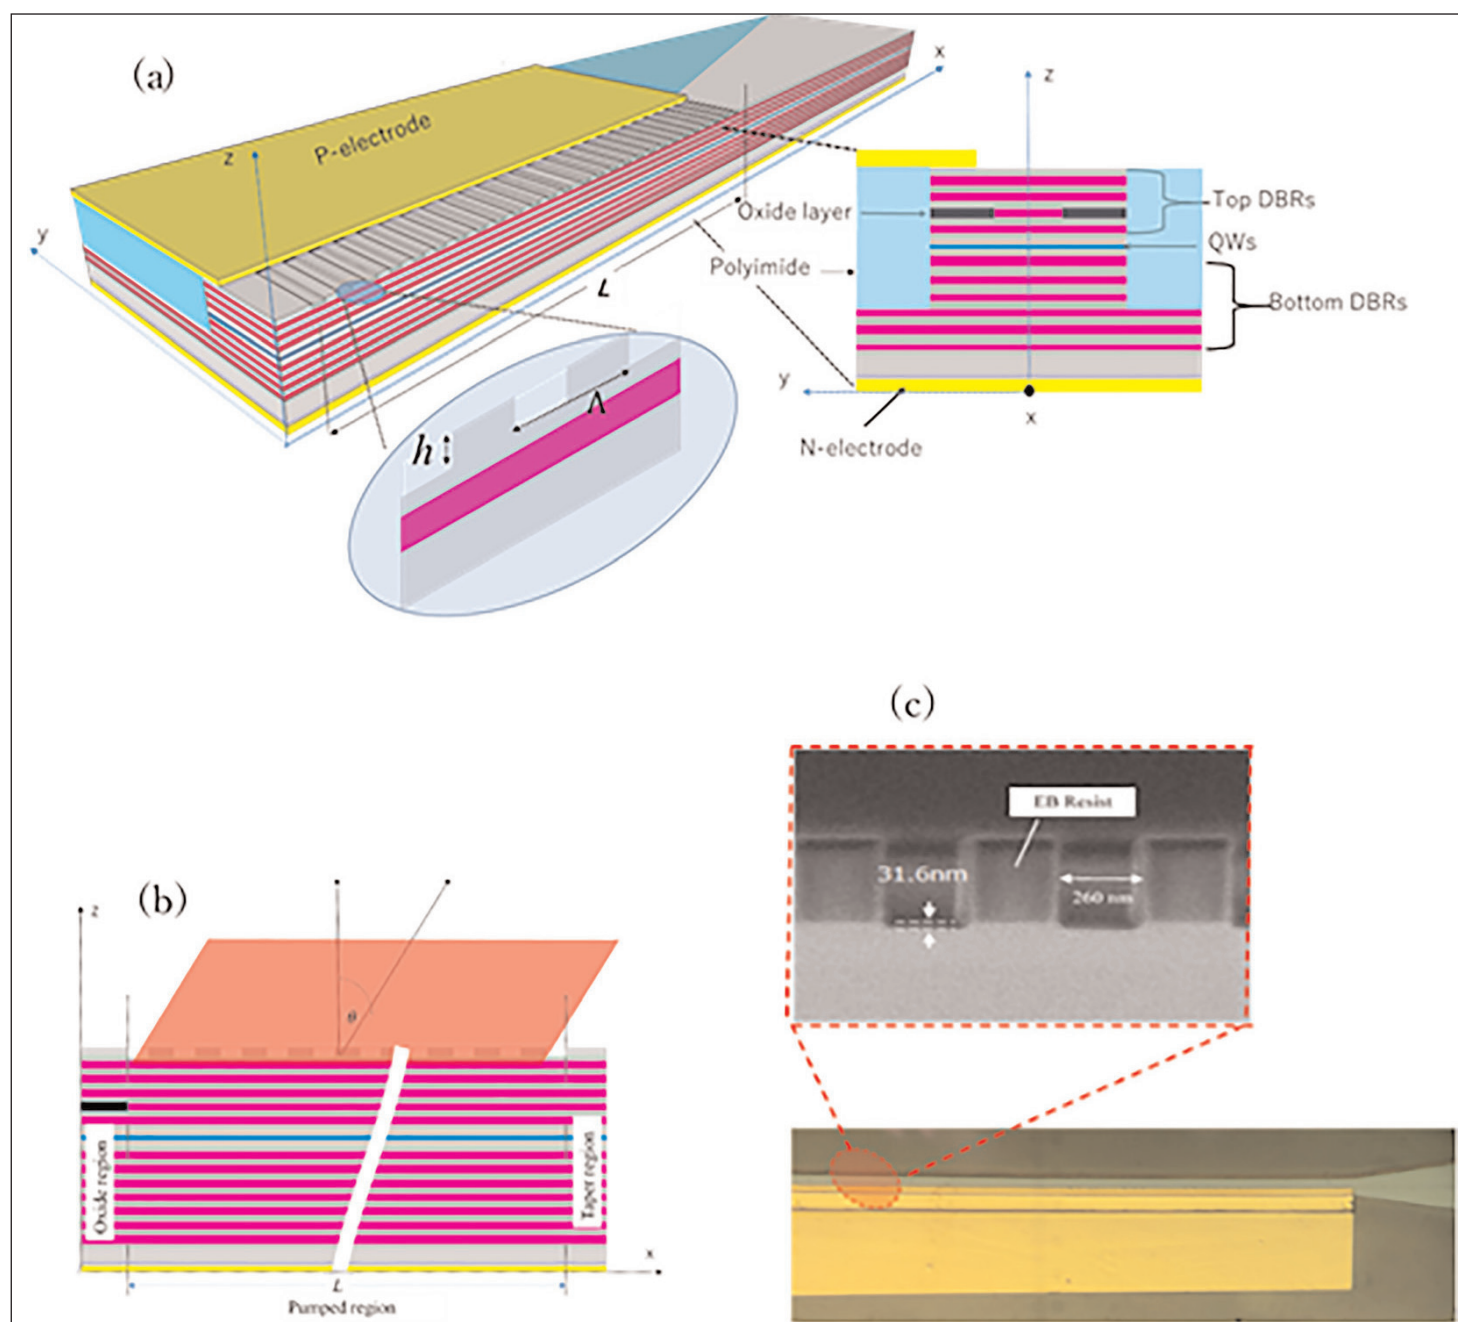 (a)
P-electrode
z
y
x
L
Λ
h
z
Oxide layer
Top DBRs
QWs
Polyimide
Bottom DBRs
y
x
N-electrode
(b)
z
θ
Oxide region
Taper region
x
L
Pumped region
(c)
EB Resist
31.6nm
260 nm